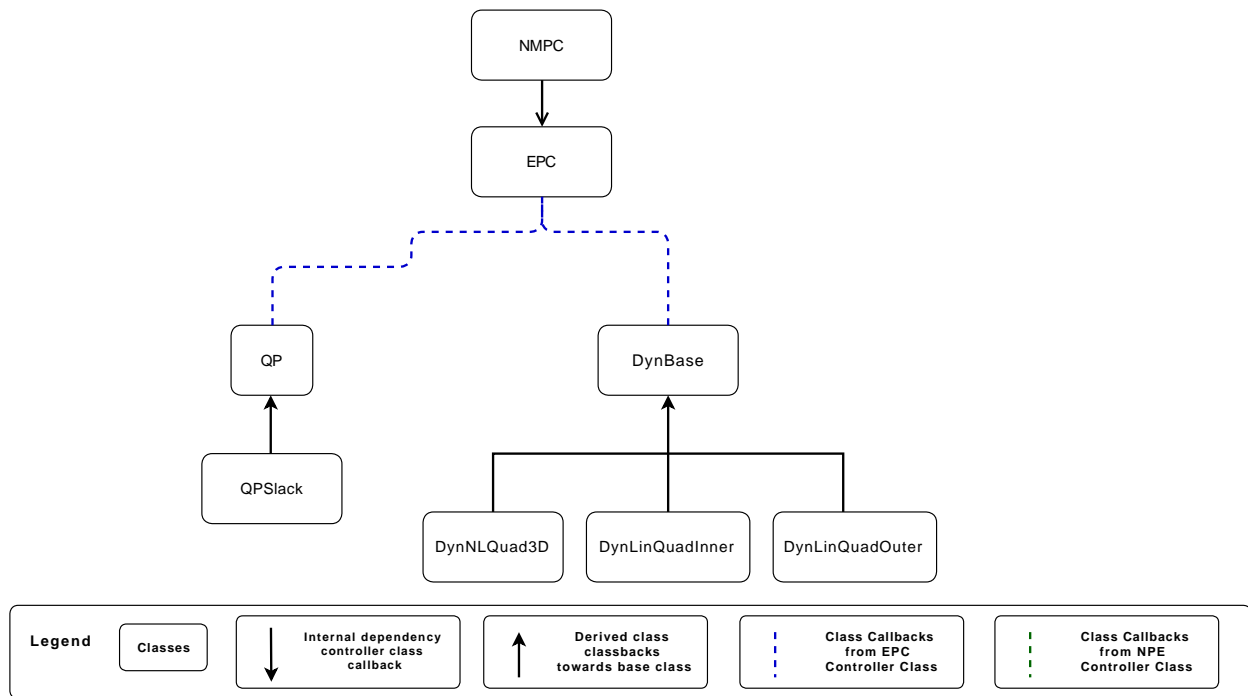 NMPC
EPC
QP
DynBase
QPSlack
DynNLQuad3D
DynLinQuadInner
DynLinQuadOuter
Legend
Classes
Internal dependency
controller class
callback
Derived class
classbacks
towards base class
Class Callbacks
from EPC
Controller Class
Class Callbacks
from NPE
Controller Class